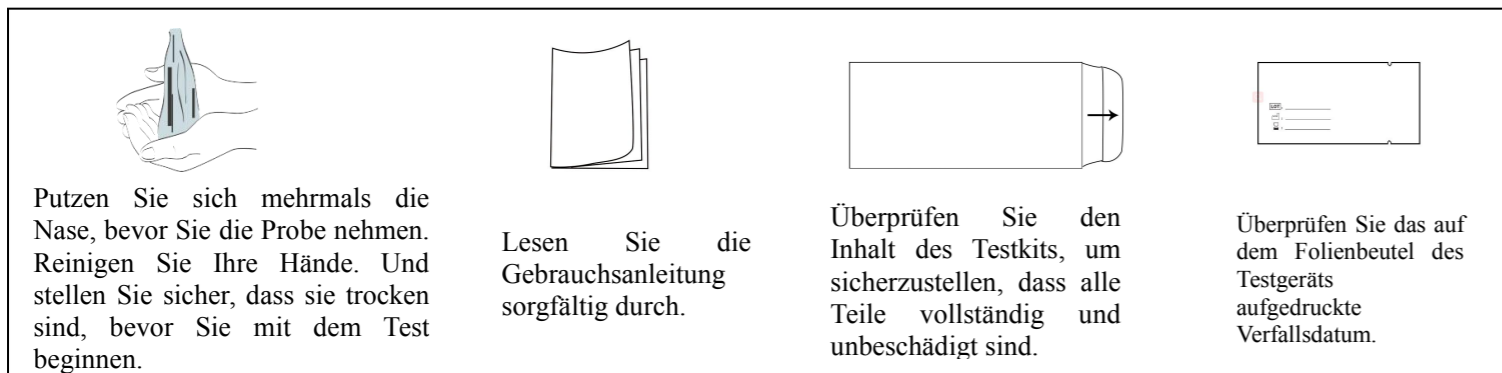 Putzen Sie sich mehrmals die
Nase, bevor Sie die Probe nehmen.
Reinigen Sie Ihre Hände. Und
stellen Sie sicher, dass sie trocken
sind, bevor Sie mit dem Test
beginnen.
Lesen Sie die
Gebrauchsanleitung
sorgfältig durch.
Überprüfen Sie den
Inhalt des Testkits, um
sicherzustellen, dass alle
Teile vollständig und
unbeschädigt sind.
Überprüfen Sie das auf
dem Folienbeutel des
Testgeräts
aufgedruckte
Verfallsdatum.